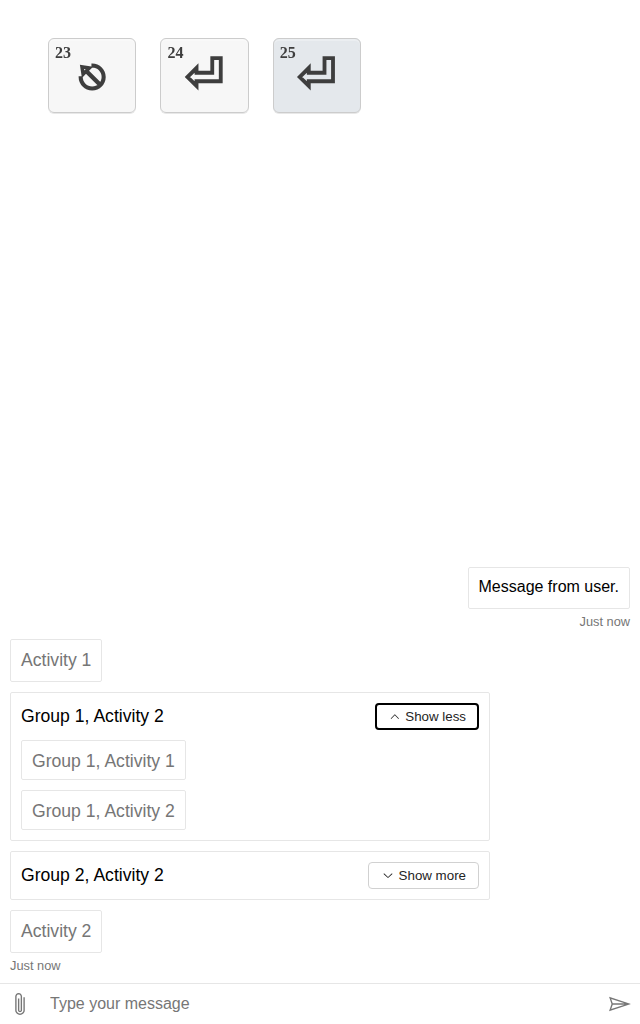 23
24
25
Message from user.
Just now
Activity 1
Group 1, Activity 2
Show less
Group 1, Activity 1
Group 1, Activity 2
Group 2, Activity 2
Show more
Activity 2
Just now
Type your message